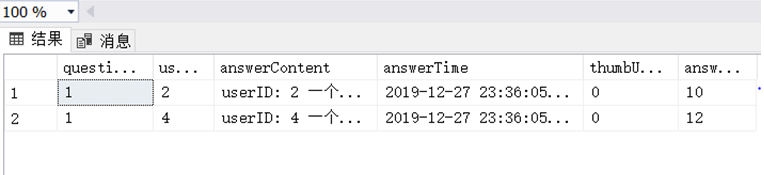 100 %
结果 消息
questi... us... answerContent answerTime thumbU... answ...
1 1 2 userID: 2 一个... 2019-12-27 23:36:05... 0 10
2 1 4 userID: 4 一个... 2019-12-27 23:36:05... 0 12